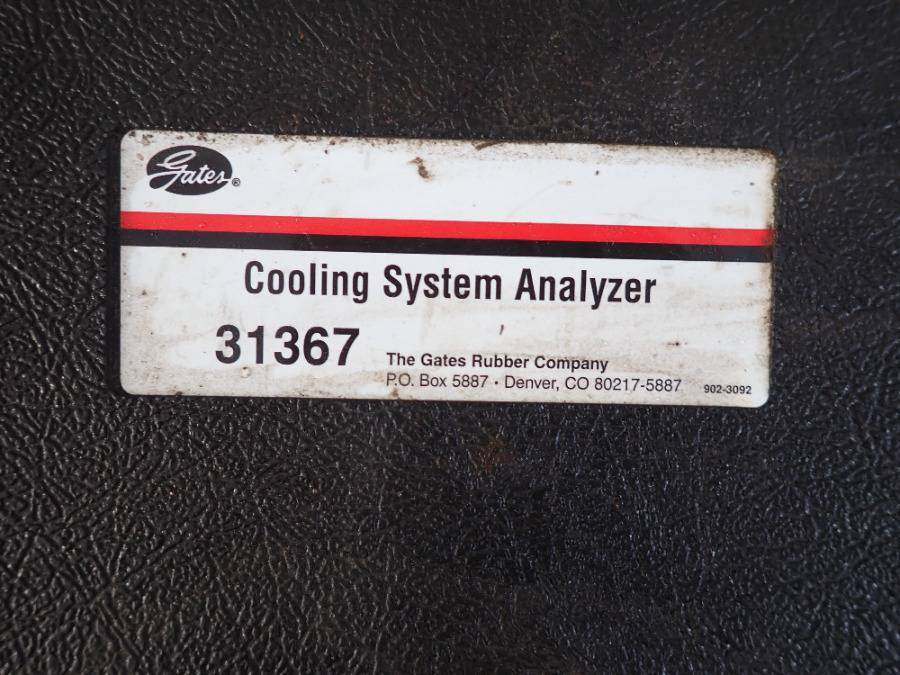 Gates®
Cooling System Analyzer
31367
The Gates Rubber Company
P.O. Box 5887 · Denver, CO 80217-5887
902-3092